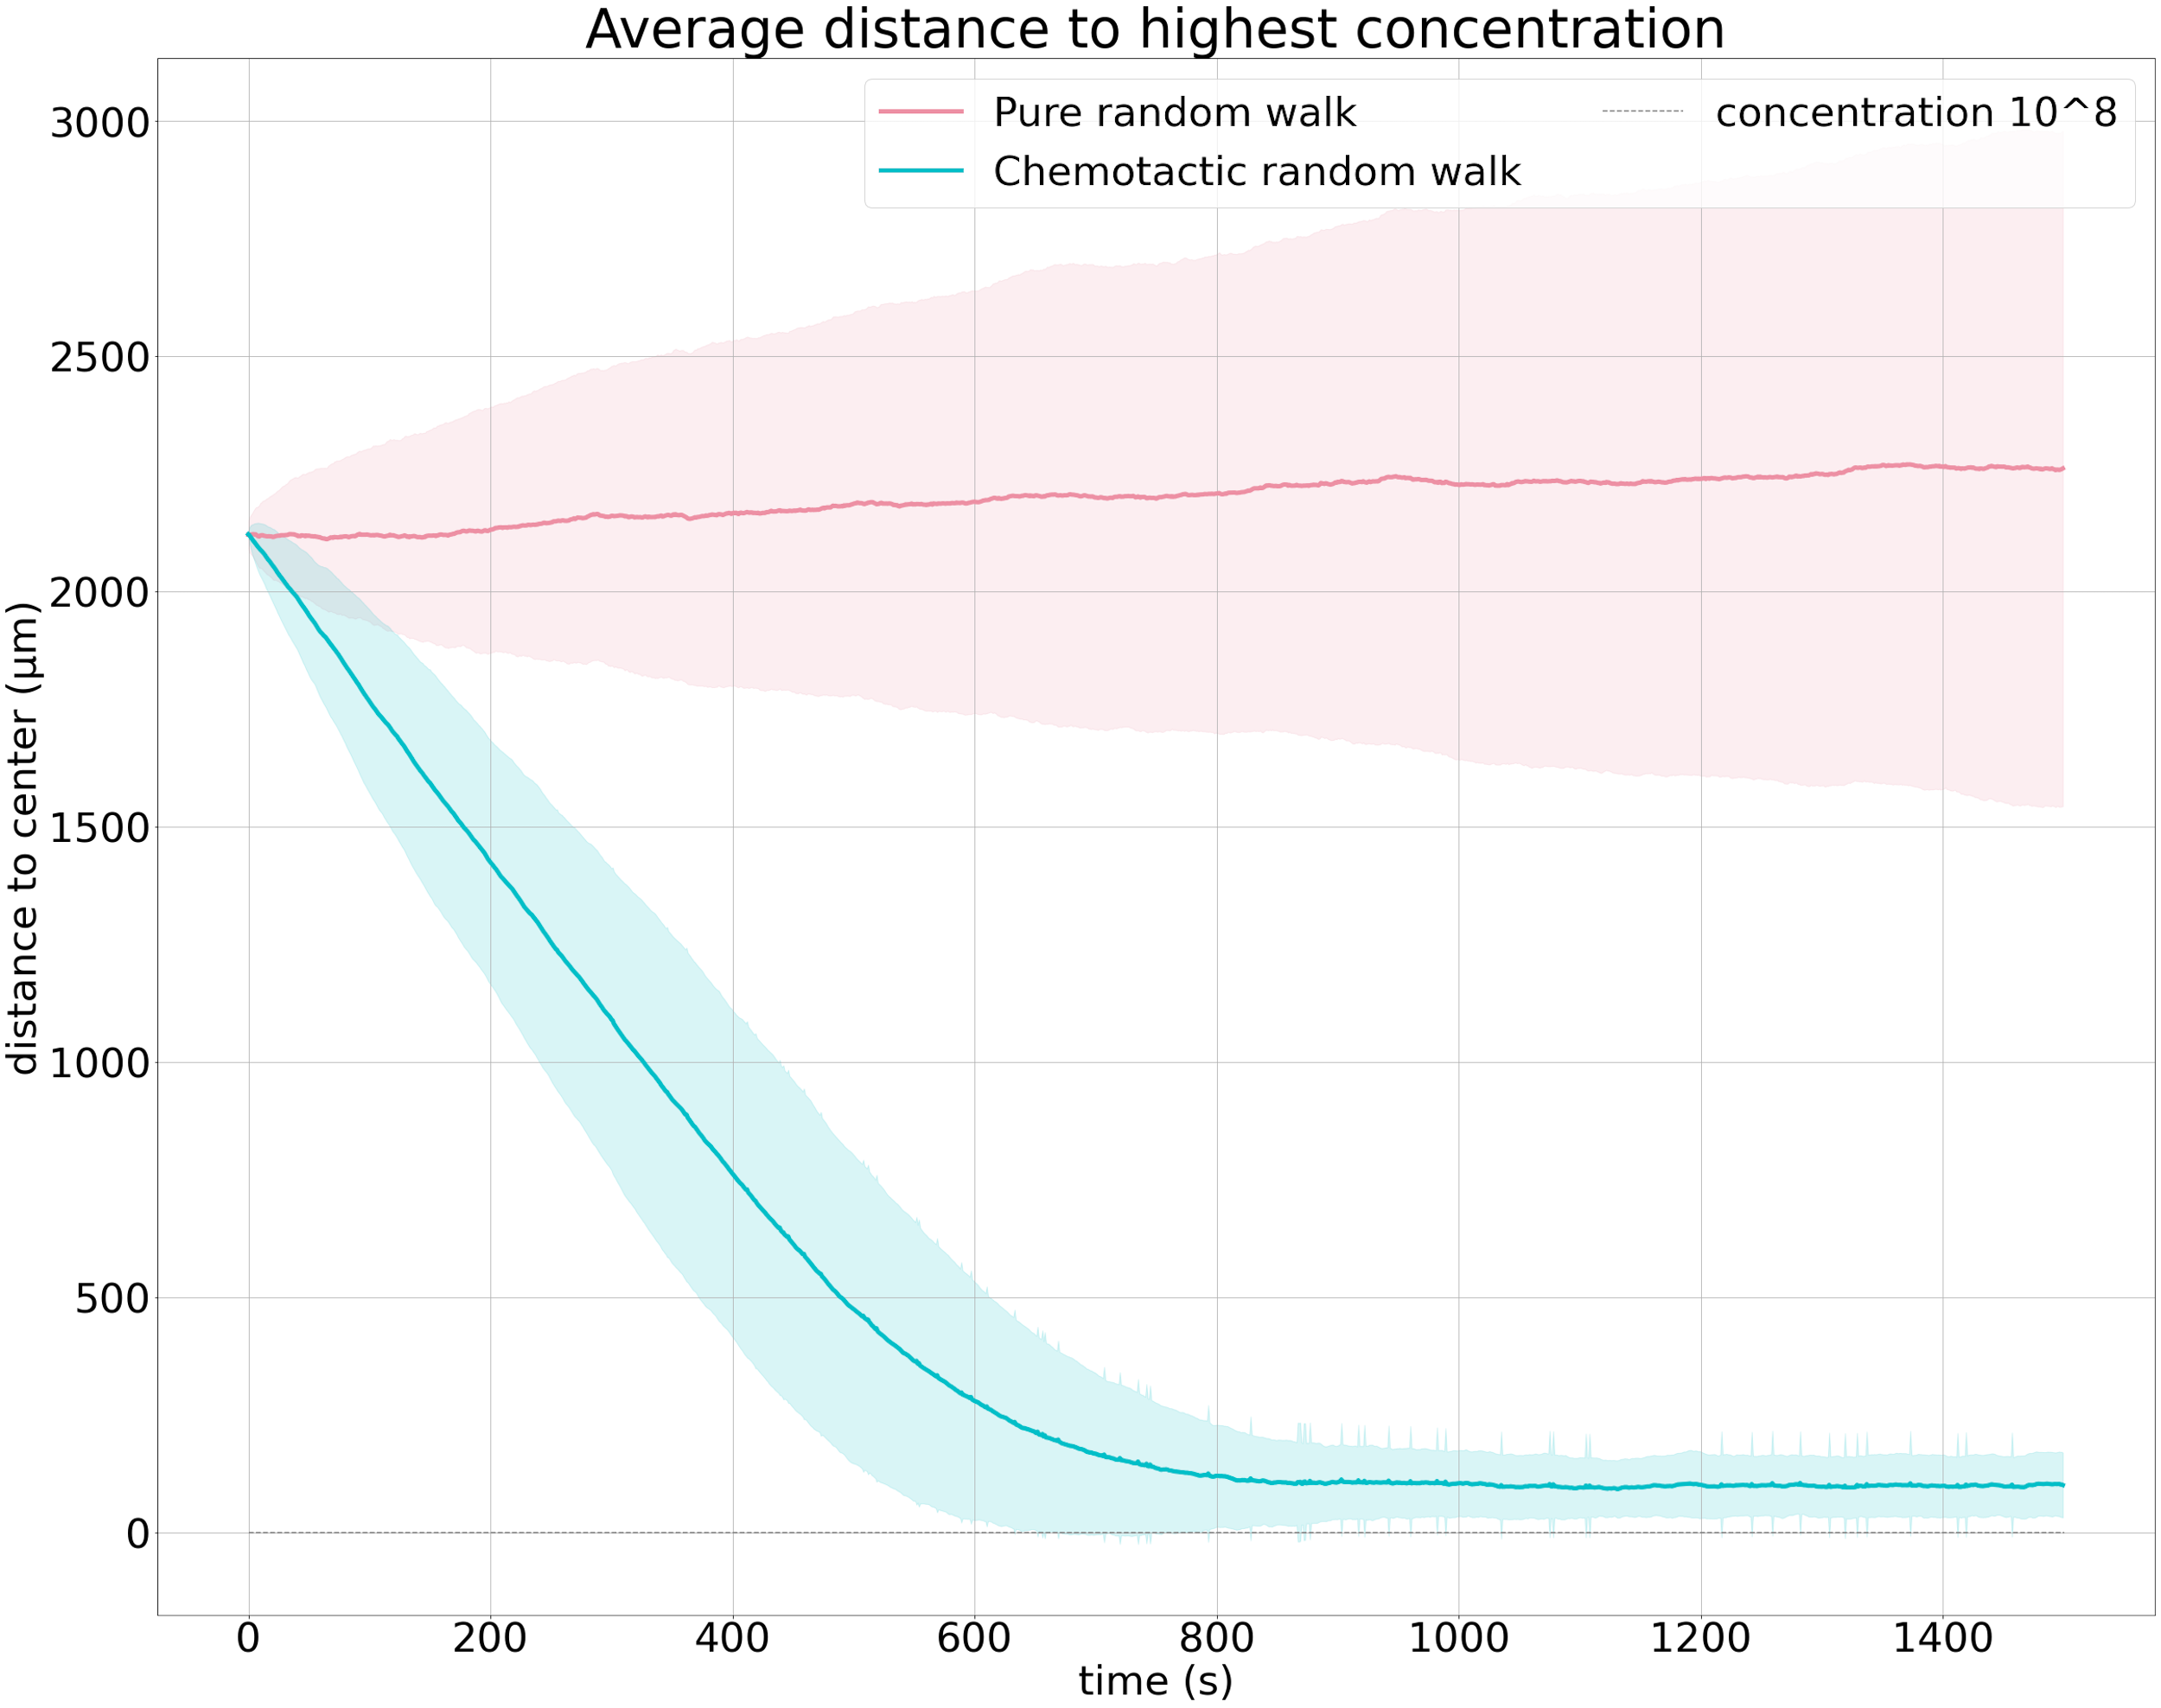 Average distance to highest concentration
Pure random walk
Chemotactic random walk
concentration 10^8
distance to center (µm)
3000
2500
2000
1500
1000
500
0
0 200 400 600 800 1000 1200 1400
time (s)